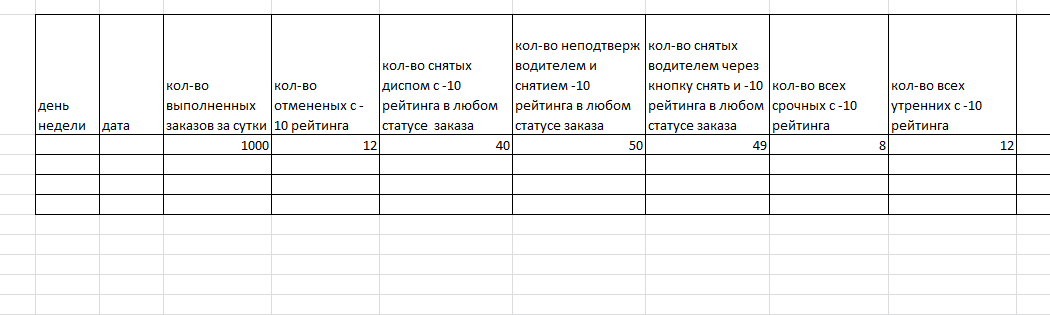 день
недели
дата
кол-во
выполненных
заказов за сутки
кол-во
отмененых с -
10 рейтинга
кол-во снятых
диспом с -10
рейтинга в любом
статусе  заказа
кол-во неподтверж
водителем и
снятием -10
рейтинга в любом
статусе заказа
кол-во снятых
водителем через
кнопку снять и -10
рейтинга в любом
статусе заказа
кол-во всех
срочных с -10
рейтинга
кол-во всех
утренних с -10
рейтинга
1000 12 40 50 49 8 12